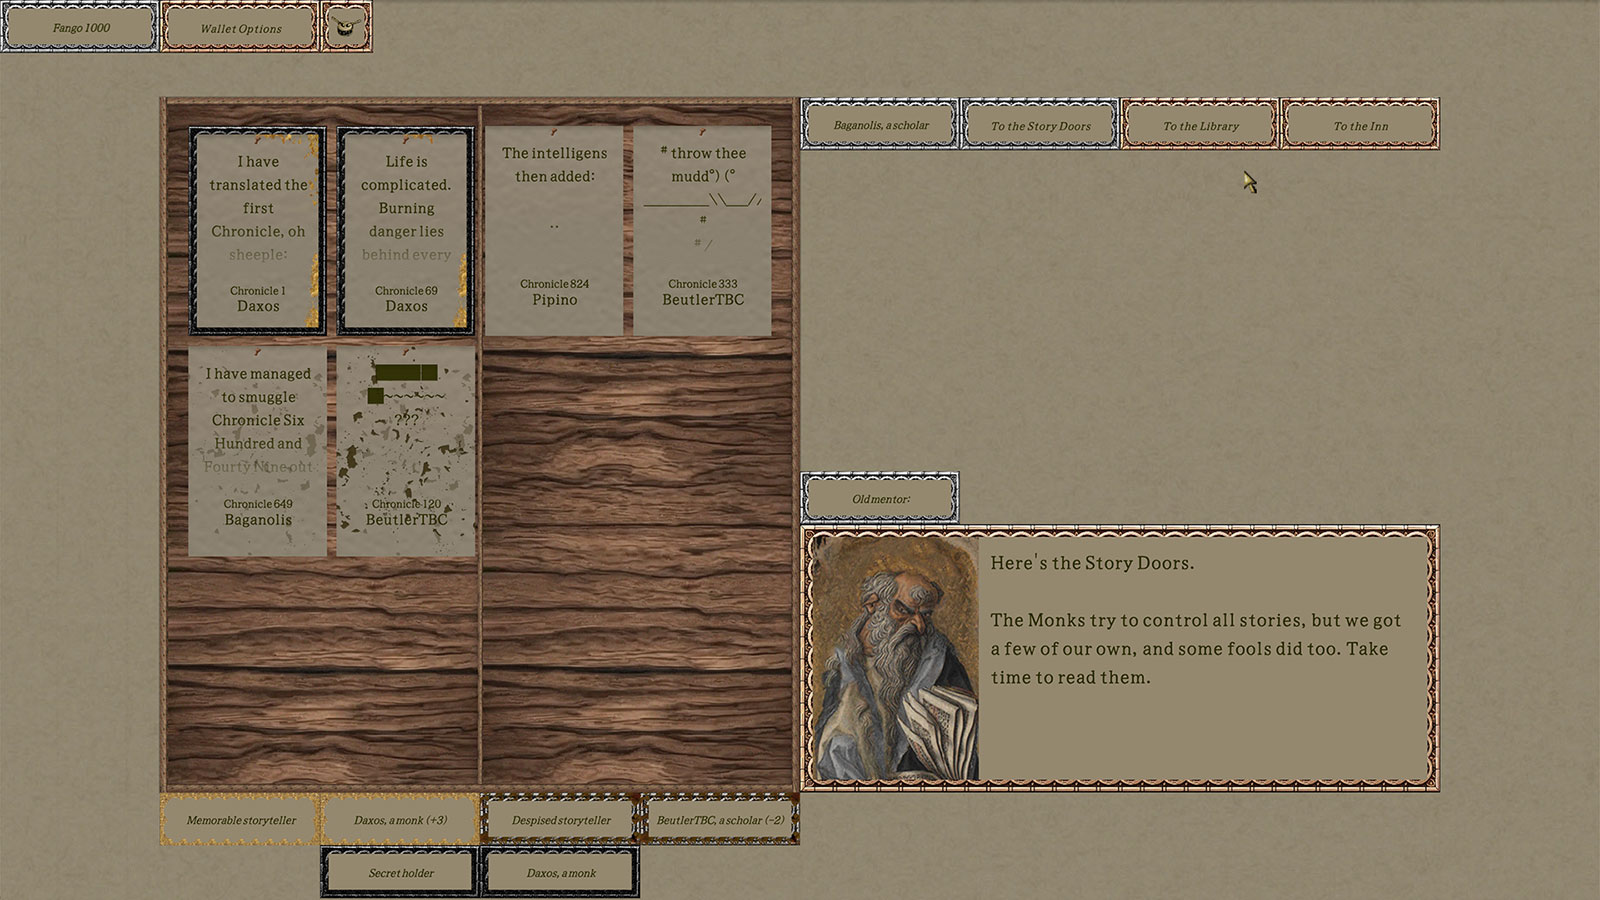 Fango 1000
Wallet Options
Baganolis, a scholar
To the Story Doors
To the Library
To the Inn
I have
translated the
first
Chronicle, oh
sheeple:
Chronicle 1
Daxos
Life is
complicated.
Burning
danger lies
behind every
Chronicle 69
Daxos
The intelligens
then added:
..
Chronicle 824
Pipino
# throw thee
mudd°) (°
__________\\___//,
#
# /
Chronicle 333
BeutlerTBC
I have managed
to smuggle
Chronicle Six
Hundred and
Fourty Nine out
Chronicle 649
Baganolis
~~~~~~~
???
Chronicle 120
BeutlerTBC
Old mentor:
Here's the Story Doors.
The Monks try to control all stories, but we got
a few of our own, and some fools did too. Take
time to read them.
Memorable storyteller
Daxos, a monk (+3)
Despised storyteller
BeutlerTBC, a scholar (-2)
Secret holder
Daxos, a monk